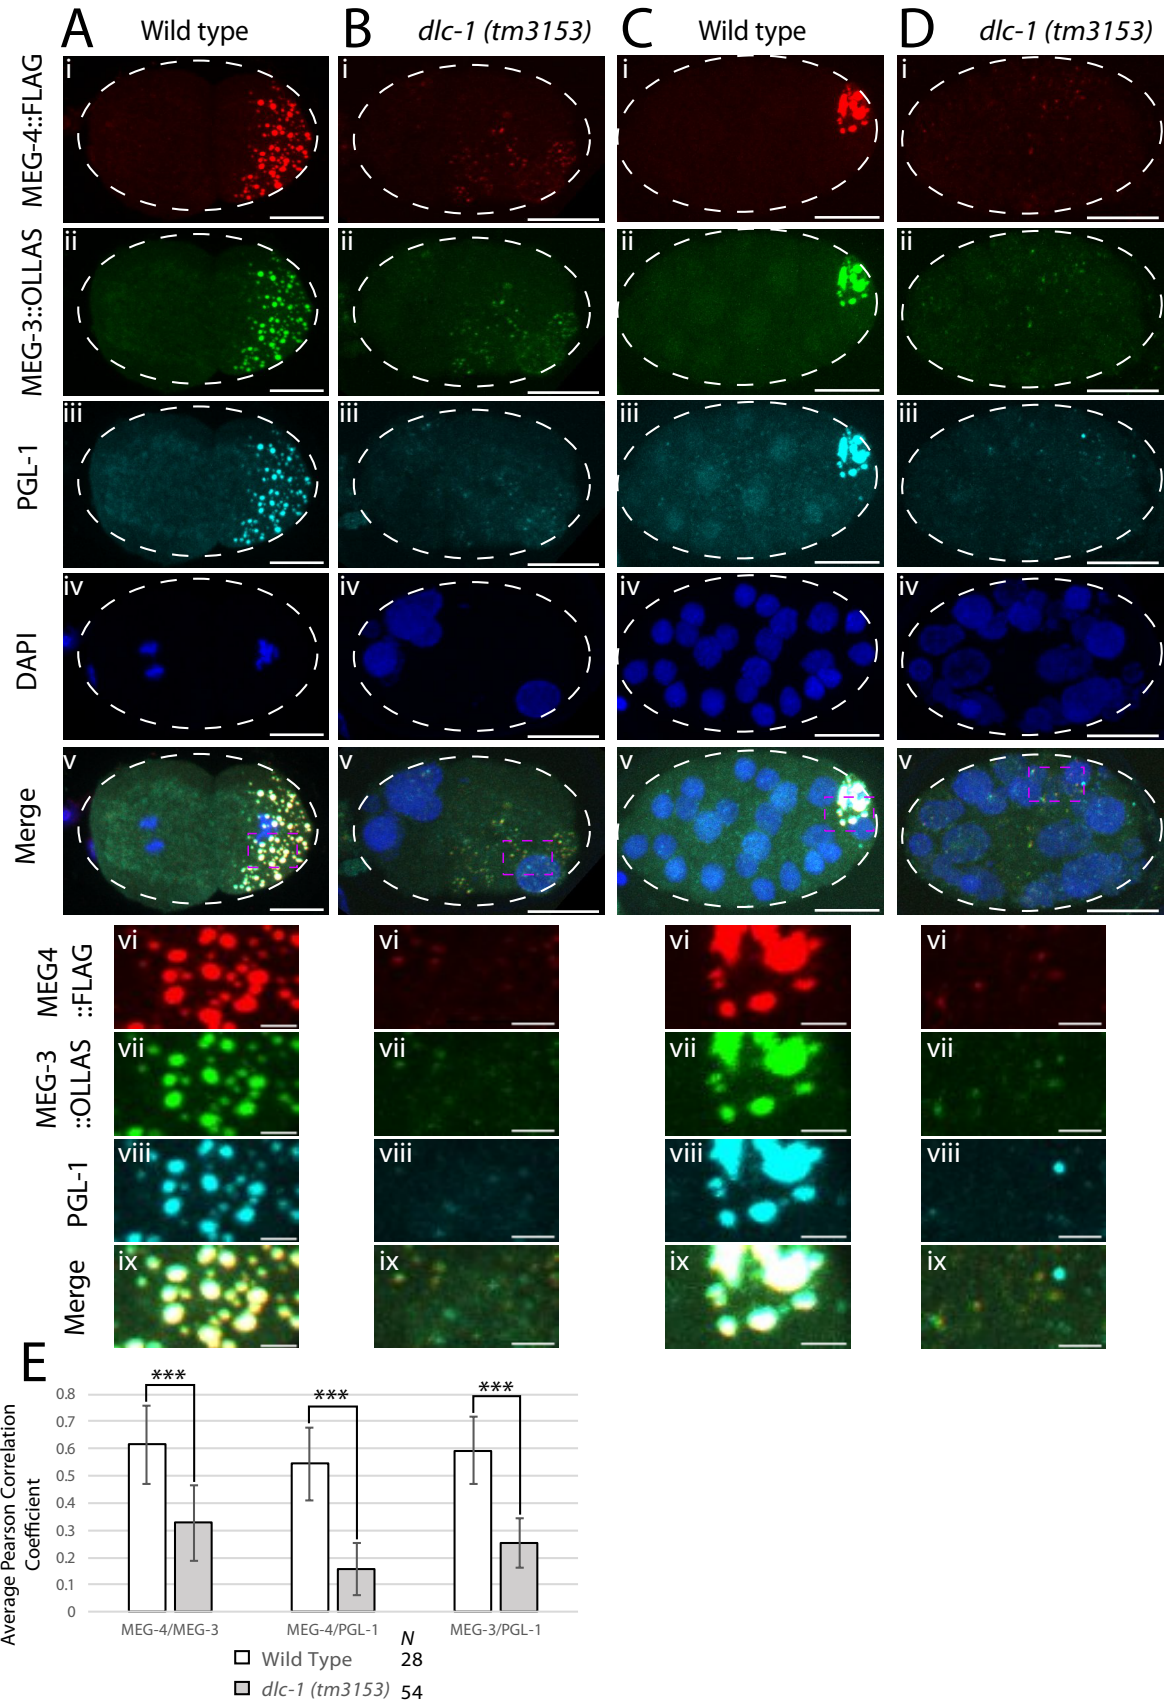 A Wild type B dlc-1 (tm3153) C Wild type D dlc-1 (tm3153)
MEG-4::FLAG i i i i
MEG-3::OLLAS ii ii ii ii
PGL-1 iii iii iii iii
DAPI iv iv iv iv
Merge v v v v
MEG4
::FLAG vi vi vi vi
MEG-3
::OLLAS vii vii vii vii
PGL-1 viii viii viii viii
Merge ix ix ix ix
E
Average Pearson Correlation
Coefficient
0.8
0.7
0.6
0.5
0.4
0.3
0.2
0.1
0
*** *** ***
MEG-4/MEG-3 MEG-4/PGL-1 MEG-3/PGL-1
N
Wild Type 28
dlc-1 (tm3153) 54